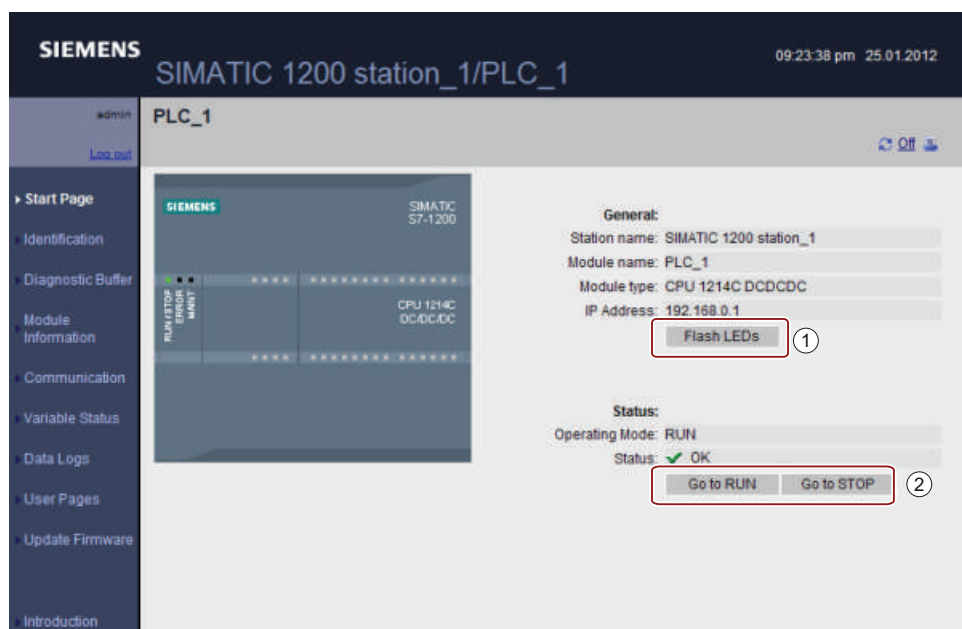 SIEMENS
SIMATIC 1200 station_1/PLC_1
09:23:38 pm 25.01.2012
admin
Log out
PLC_1
Off
Start Page
Identification
Diagnostic Buffer
Module
Information
Communication
Variable Status
Data Logs
User Pages
Update Firmware
Introduction
SIEMENS
SIMATIC
S7-1200
RUN / STOP
ERROR
MAINT
CPU 1214C
DC/DC/DC
General:
Station name: SIMATIC 1200 station_1
Module name: PLC_1
Module type: CPU 1214C DCDCDC
IP Address: 192.168.0.1
Flash LEDs
1
Status:
Operating Mode: RUN
Status: OK
Go to RUN Go to STOP
2